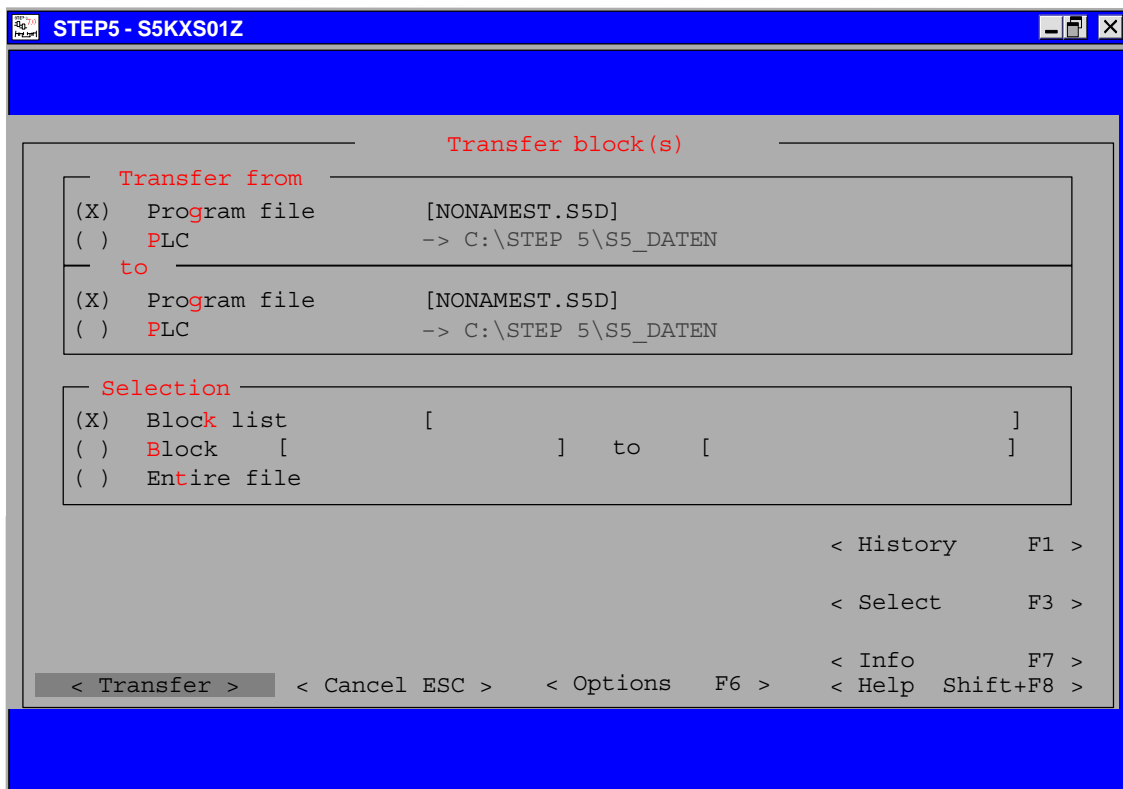 STEP5 - S5KXS01Z
Transfer block(s)
Transfer from
(X) Program file [NONAMEST.S5D]
( ) PLC -> C:\STEP 5\S5_DATEN
to
(X) Program file [NONAMEST.S5D]
( ) PLC -> C:\STEP 5\S5_DATEN
Selection
(X) Block list [ ]
( ) Block [ ] to [ ]
( ) Entire file
< History F1 >
< Select F3 >
< Info F7 >
< Transfer > < Cancel ESC > < Options F6 > < Help Shift+F8 >